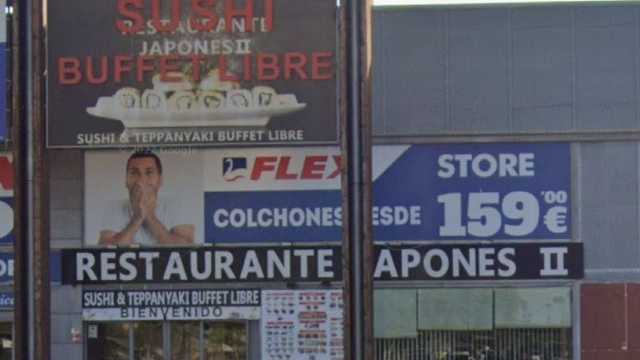 SUSHI
RESTAURANTE
JAPONES II
BUFFET LIBRE
SUSHI & TEPPANYAKI BUFFET LIBRE
FLEX STORE
COLCHONES DESDE 159'00 €
RESTAURANTE JAPONES II
SUSHI & TEPPANYAKI BUFFET LIBRE
BIENVENIDO